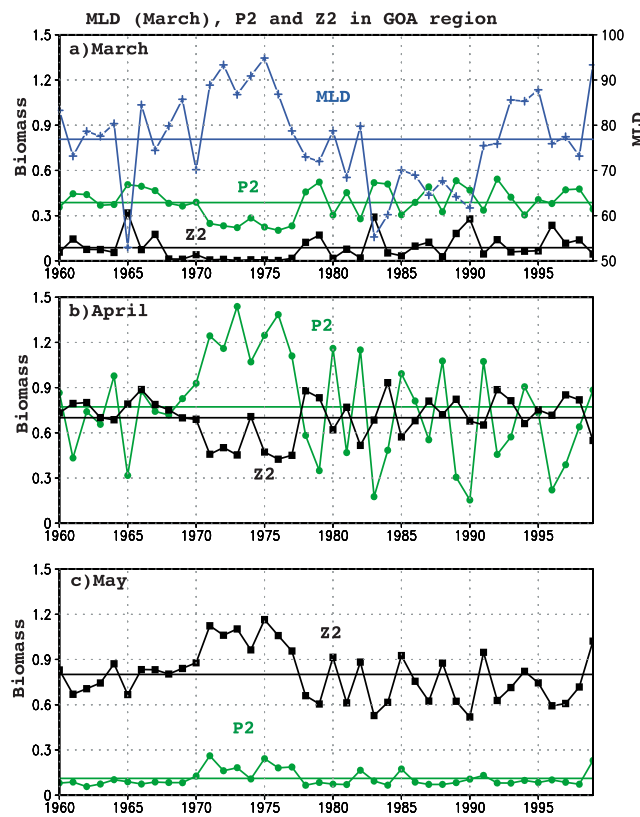 MLD (March), P2 and Z2 in GOA region
a)March
1.5
1.2
0.9
0.6
0.3
0
Biomass
MLD
P2
Z2
100
90
80
70
60
50
MLD
1960 1965 1970 1975 1980 1985 1990 1995
b)April
1.5
1.2
0.9
0.6
0.3
0
Biomass
P2
Z2
1960 1965 1970 1975 1980 1985 1990 1995
c)May
1.5
1.2
0.9
0.6
0.3
0
Biomass
Z2
P2
1960 1965 1970 1975 1980 1985 1990 1995